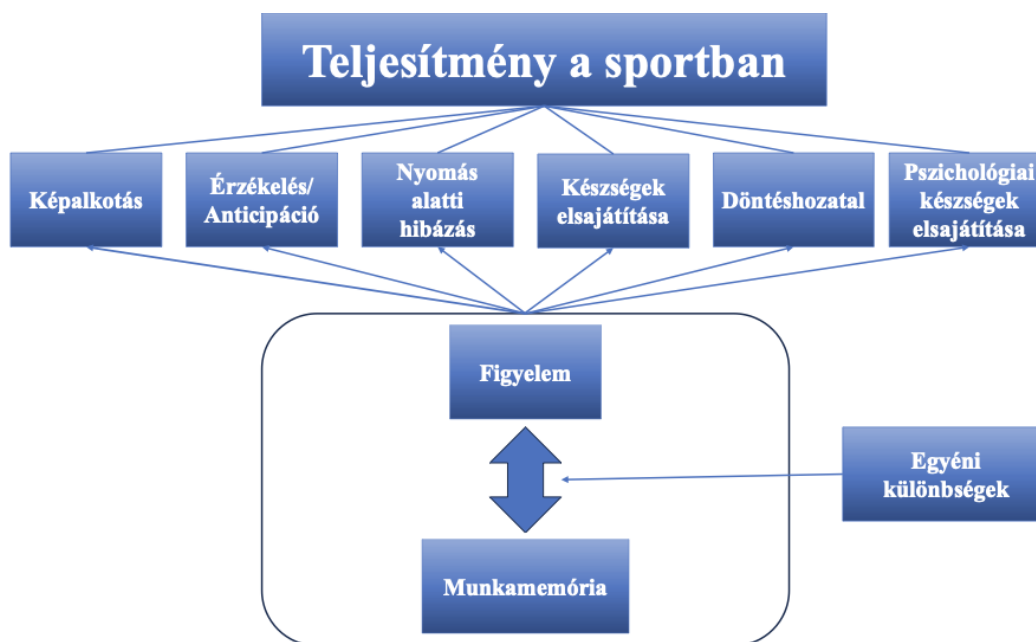 Teljesítmény a sportban
Képalkotás
Érzékelés/
Anticipáció
Nyomás
alatti
hibázás
Készségek
elsajátítása
Döntéshozatal
Pszichológiai
készségek
elsajátítása
Figyelem
Egyéni
különbségek
Munkamemória